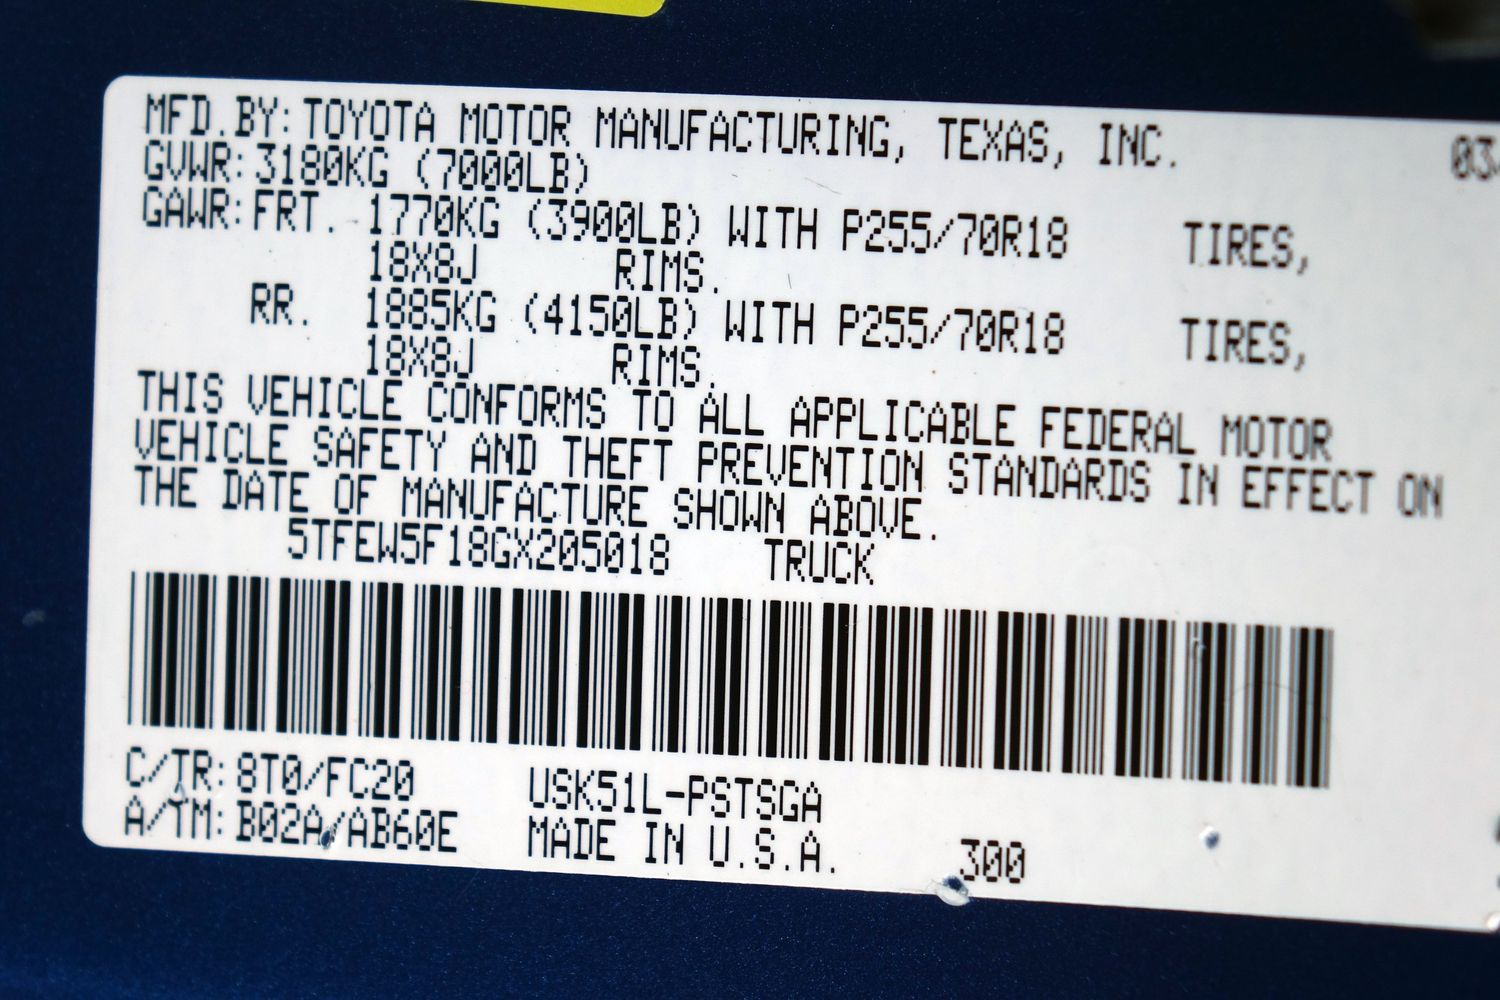 MFD.BY: TOYOTA MOTOR MANUFACTURING, TEXAS, INC. 03
GVWR: 3180KG (7000LB)
GAWR: FRT. 1770KG (3900LB) WITH P255/70R18 TIRES,
18X8J RIMS.
RR. 1885KG (4150LB) WITH P255/70R18 TIRES,
18X8J RIMS.
THIS VEHICLE CONFORMS TO ALL APPLICABLE FEDERAL MOTOR
VEHICLE SAFETY AND THEFT PREVENTION STANDARDS IN EFFECT ON
THE DATE OF MANUFACTURE SHOWN ABOVE.
5TFEW5F18GX205018 TRUCK
C/TR: 8T0/FC20 USK51L-PSTSGA
A/TM: B02A/AB60E MADE IN U.S.A. 300